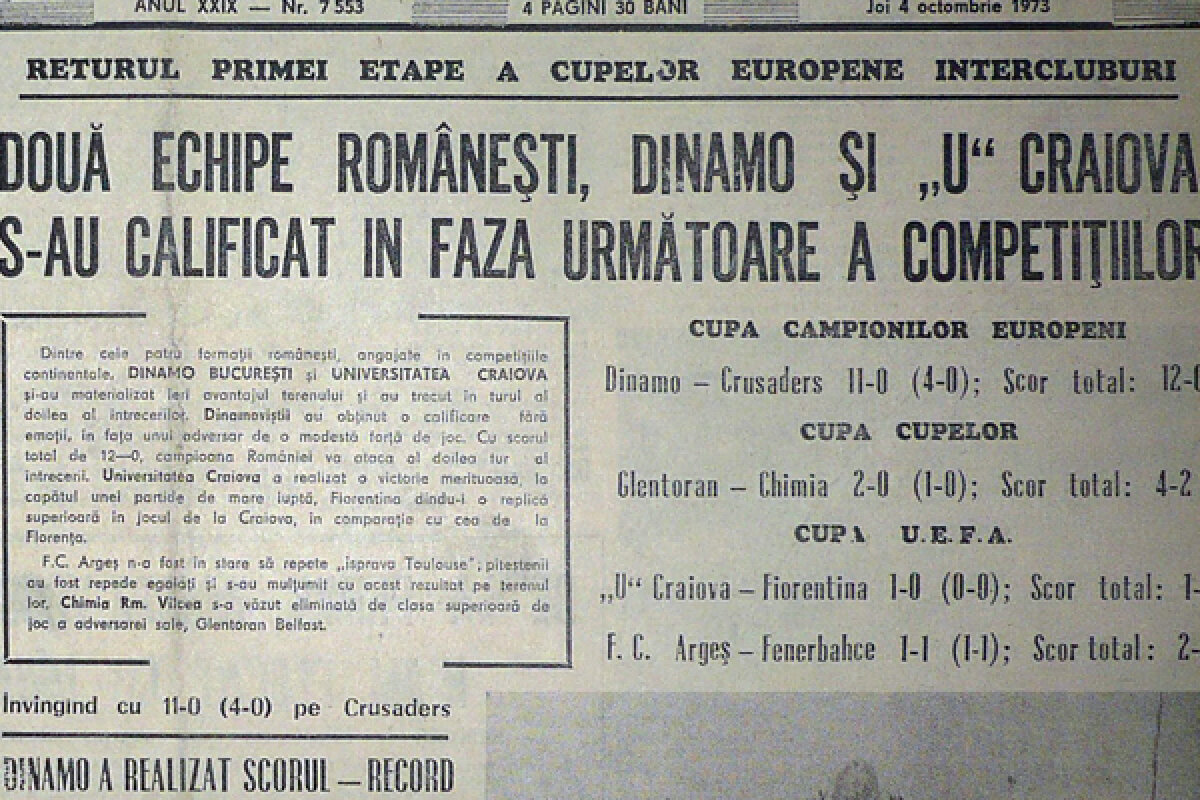 ANUL XXIX — Nr. 7553
4 PAGINI 30 BANI
Joi 4 octombrie 1973
RETURUL PRIMEI ETAPE A CUPELOR EUROPENE INTERCLUBURI
DOUĂ ECHIPE ROMÂNEŞTI, DINAMO ŞI „U“ CRAIOVA
S-AU CALIFICAT IN FAZA URMĂTOARE A COMPETIŢIILOR
Dintre cele patru formaţii româneşti, angajate în competiţiile
continentale, DINAMO BUCUREŞTI şi UNIVERSITATEA CRAIOVA
şi-au materializat ieri avantajul terenului şi au trecut în turul al
doilea al întrecerilor. Dinamoviştii au obţinut o calificare fără
emoţii, în faţa unui adversar de o modestă forţă de joc. Cu scorul
total de 12—0, campioana României va ataca al doilea tur al
întrecerii. Universitatea Craiova a realizat o victorie merituoasă, la
capătul unei partide de mare luptă, Fiorentina dîndu-i o replică
superioară în jocul de la Craiova, în comparaţie cu cea de la
Florenţa.
F.C. Argeş n-a fost în stare să repete „isprava Toulouse“; piteştenii
au fost repede egalaţi şi s-au mulţumit cu acest rezultat pe terenul
lor. Chimia Rm. Vîlcea s-a văzut eliminată de clasa superioară de
joc a adversarei sale, Glentoran Belfast.
CUPA CAMPIONILOR EUROPENI
Dinamo – Crusaders 11-0 (4-0); Scor total: 12-0
CUPA CUPELOR
Glentoran – Chimia 2-0 (1-0); Scor total: 4-2
CUPA U.E.F.A.
„U“ Craiova – Fiorentina 1-0 (0-0); Scor total: 1-
F. C. Argeş – Fenerbahce 1-1 (1-1); Scor total: 2-
Invingind cu 11-0 (4-0) pe Crusaders
DINAMO A REALIZAT SCORUL – RECORD